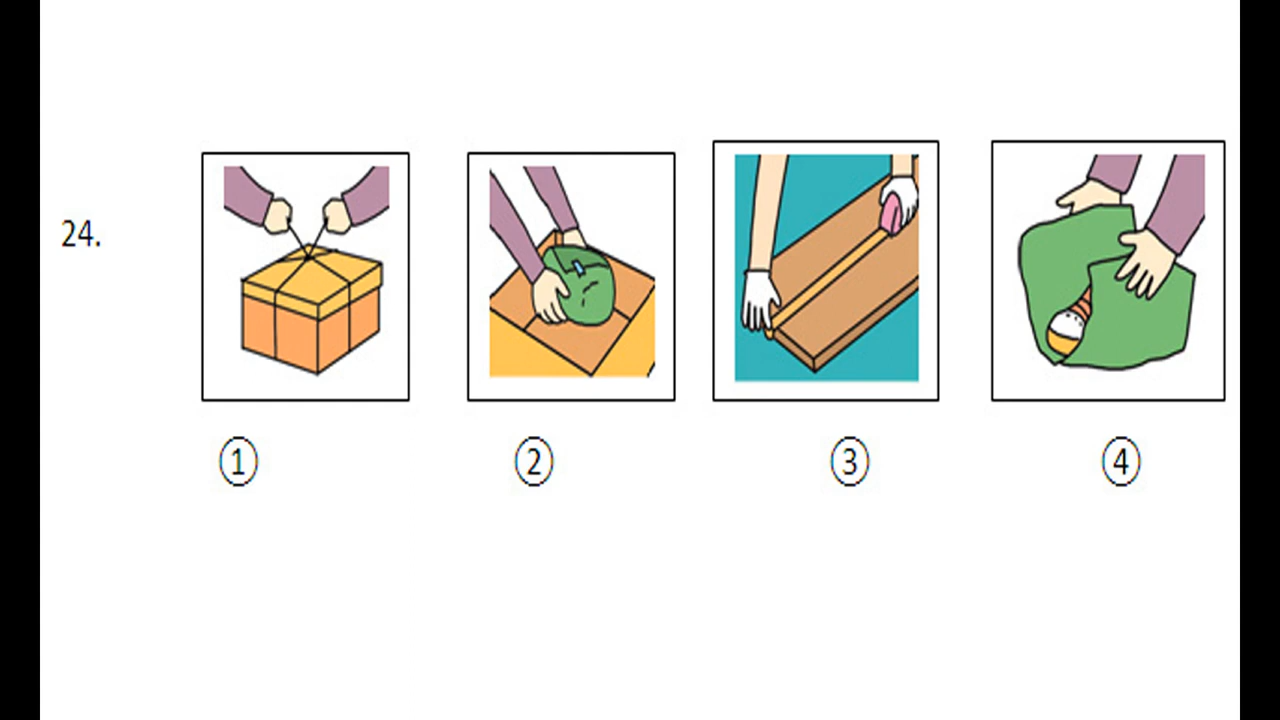 24.
① ② ③ ④